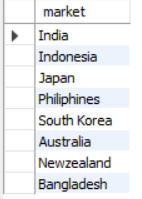 market
India
Indonesia
Japan
Philiphines
South Korea
Australia
Newzealand
Bangladesh